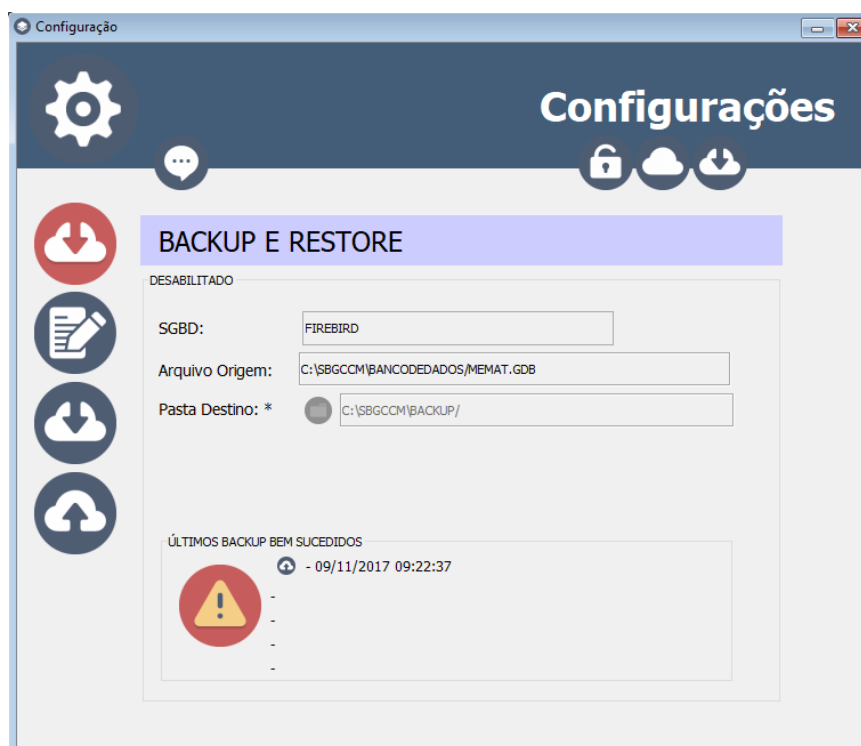 Configuração
Configurações
BACKUP E RESTORE
DESABILITADO
SGBD: FIREBIRD
Arquivo Origem: C:\SBGCCM\BANCODEDADOS/MEMAT.GDB
Pasta Destino: * C:\SBGCCM\BACKUP/
ÚLTIMOS BACKUP BEM SUCEDIDOS
- 09/11/2017 09:22:37
-
-
-
-